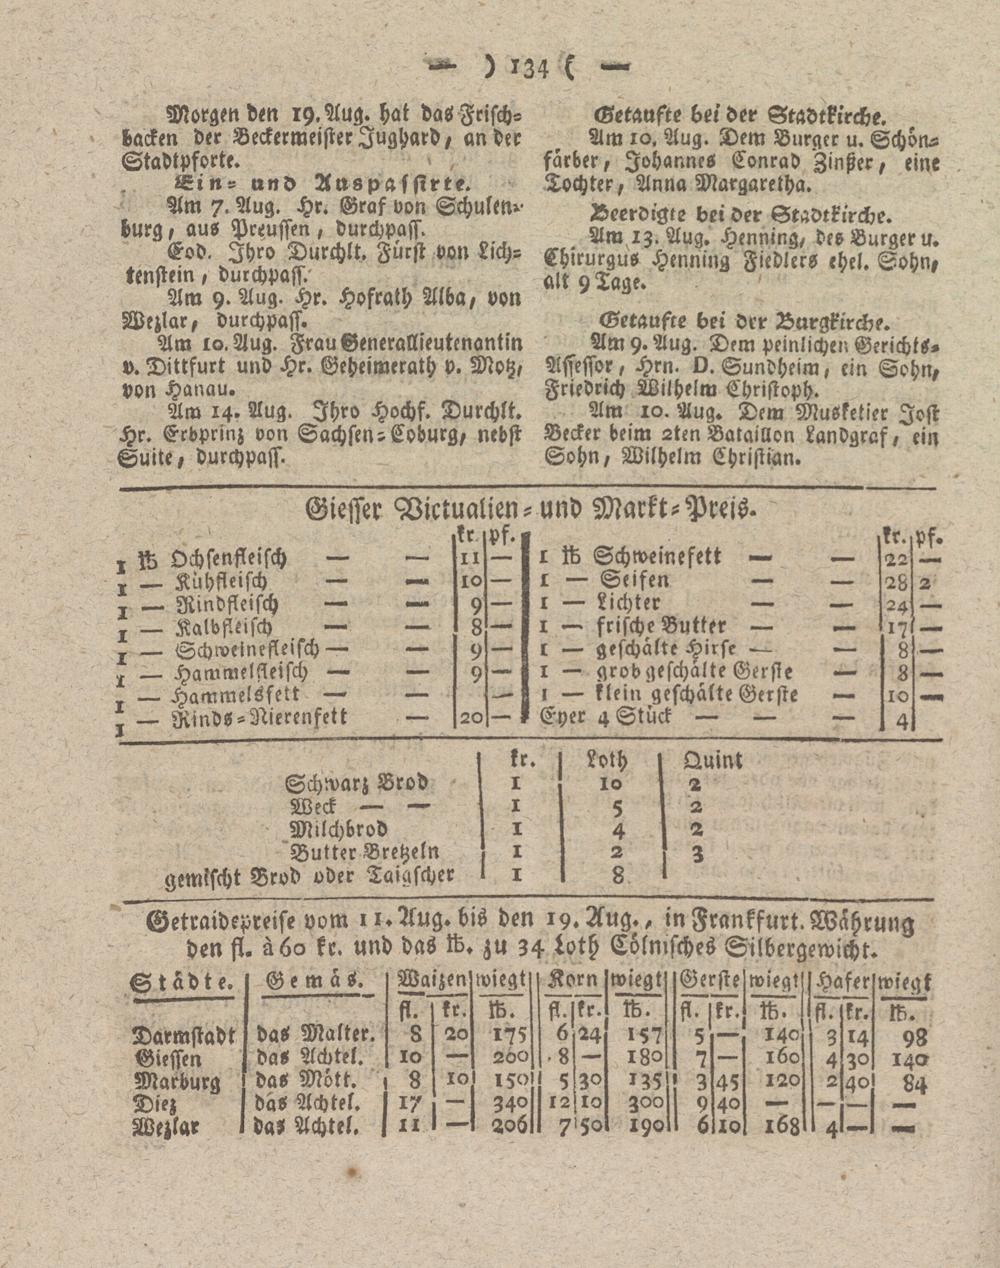 — ) 134 ( —
Morgen den 19. Aug. hat das Frisch-
backen der Beckermeister Jughard, an der
Stadtpforte.
Ein- und Auspassirte.
Am 7. Aug. Hr. Graf von Schulen-
burg, aus Preussen, durchpass.
Eod. Ihro Durchlt. Fürst von Lich-
tenstein, durchpass.
Am 9. Aug. Hr. Hofrath Alba, von
Wezlar, durchpass.
Am 10. Aug. Frau Generallieutenantin
v. Dittfurt und Hr. Geheimerath v. Motz,
von Hanau.
Am 14. Aug. Ihro Hochf. Durchlt.
Hr. Erbprinz von Sachsen-Coburg, nebst
Suite, durchpass.
Getaufte bei der Stadtkirche.
Am 10. Aug. Dem Burger u. Schön-
färber, Johannes Conrad Zinßer, eine
Tochter, Anna Margaretha.
Beerdigte bei der Stadtkirche.
Am 13. Aug. Henning, des Burger u.
Chirurgus Henning Fiedlers ehel. Sohn,
alt 9 Tage.
Getaufte bei der Burgkirche.
Am 9. Aug. Dem peinlichen Gerichts-
Assessor, Hrn. D. Sundheim, ein Sohn,
Friedrich Wilhelm Christoph.
Am 10. Aug. Dem Musketier Jost
Becker beim 2ten Bataillon Landgraf, ein
Sohn, Wilhelm Christian.
Giesser Victualien- und Markt-Preis.
kr. pf.
1 ℔ Ochsenfleisch — — 11 —
1 — Kühfleisch — — 10 —
1 — Rindfleisch — — 9 —
1 — Kalbfleisch — — 8 —
1 — Schweinefleisch — — 9 —
1 — Hammelfleisch — — 9 —
1 — Hammelsfett — — —
1 — Rinds-Nierenfett — 20 —
kr. pf.
1 ℔ Schweinefett — — 22 —
1 — Seifen — — 28 2
1 — Lichter — — 24 —
1 — frische Butter — — 17 —
1 — geschälte Hirse — — 8 —
1 — grob geschälte Gerste — 8 —
1 — klein geschälte Gerste — 10 —
Eyer 4 Stück — — — 4
kr. Loth Quint
Schwarz Brod 1 10 2
Weck — — 1 5 2
Milchbrod 1 4 2
Butter Bretzeln 1 2 3
gemischt Brod oder Taigscher 1 8
Getraidepreise vom 11. Aug. bis den 19. Aug., in Frankfurt. Währung
den fl. à 60 kr. und das ℔. zu 34 Loth Cölnisches Silbergewicht.
Städte. Gemäs. Waizen wiegt Korn wiegt Gerste wiegt Hafer wiegt
fl. kr. ℔. fl. kr. ℔. fl. kr. ℔. fl. kr. ℔.
Darmstadt das Malter. 8 20 175 6 24 157 5 — 140 3 14 98
Giessen das Achtel. 10 — 200 8 — 180 7 — 160 4 30 140
Marburg das Mött. 8 10 150 5 30 135 3 45 120 2 40 84
Diez das Achtel. 17 — 340 12 10 300 9 40 — — — —
Wezlar das Achtel. 11 — 206 7 50 190 6 10 168 4 — —